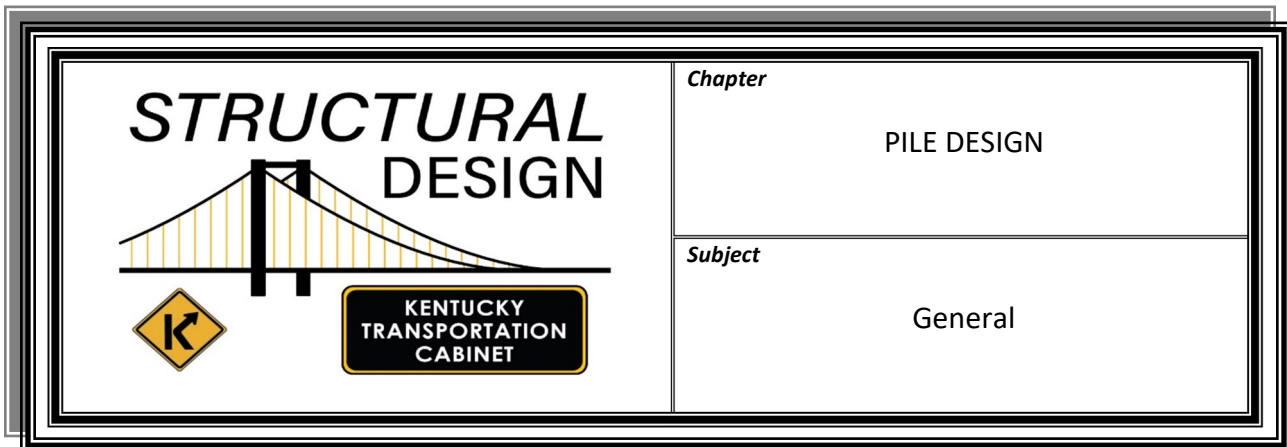 STRUCTURAL
DESIGN
KENTUCKY
TRANSPORTATION
CABINET
Chapter
PILE DESIGN
Subject
General